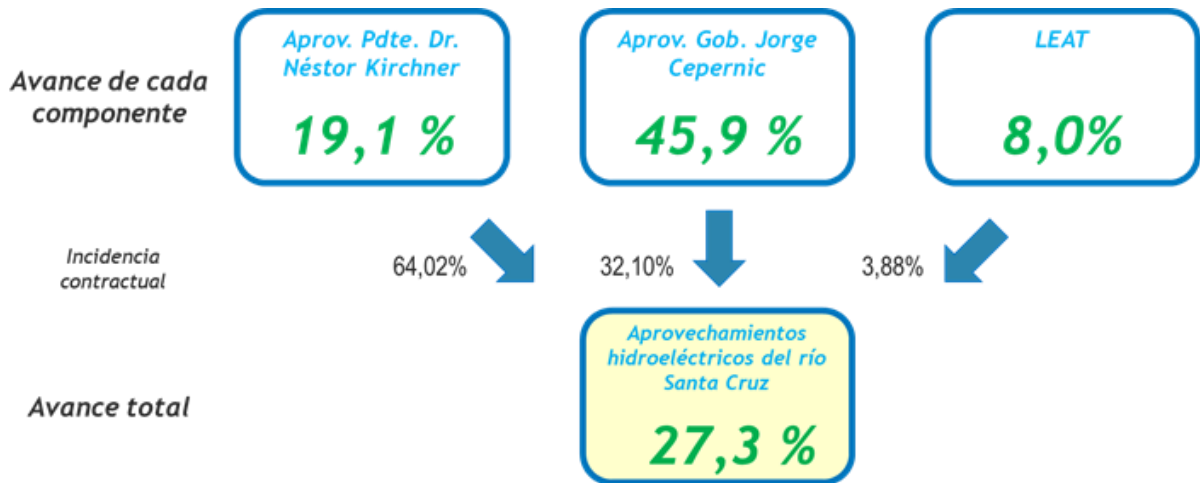 Avance de cada
componente
Aprov. Pdte. Dr.
Néstor Kirchner
19,1 %
Aprov. Gob. Jorge
Cepernic
45,9 %
LEAT
8,0%
Incidencia
contractual
64,02%
32,10%
3,88%
Avance total
Aprovechamientos
hidroeléctricos del río
Santa Cruz
27,3 %